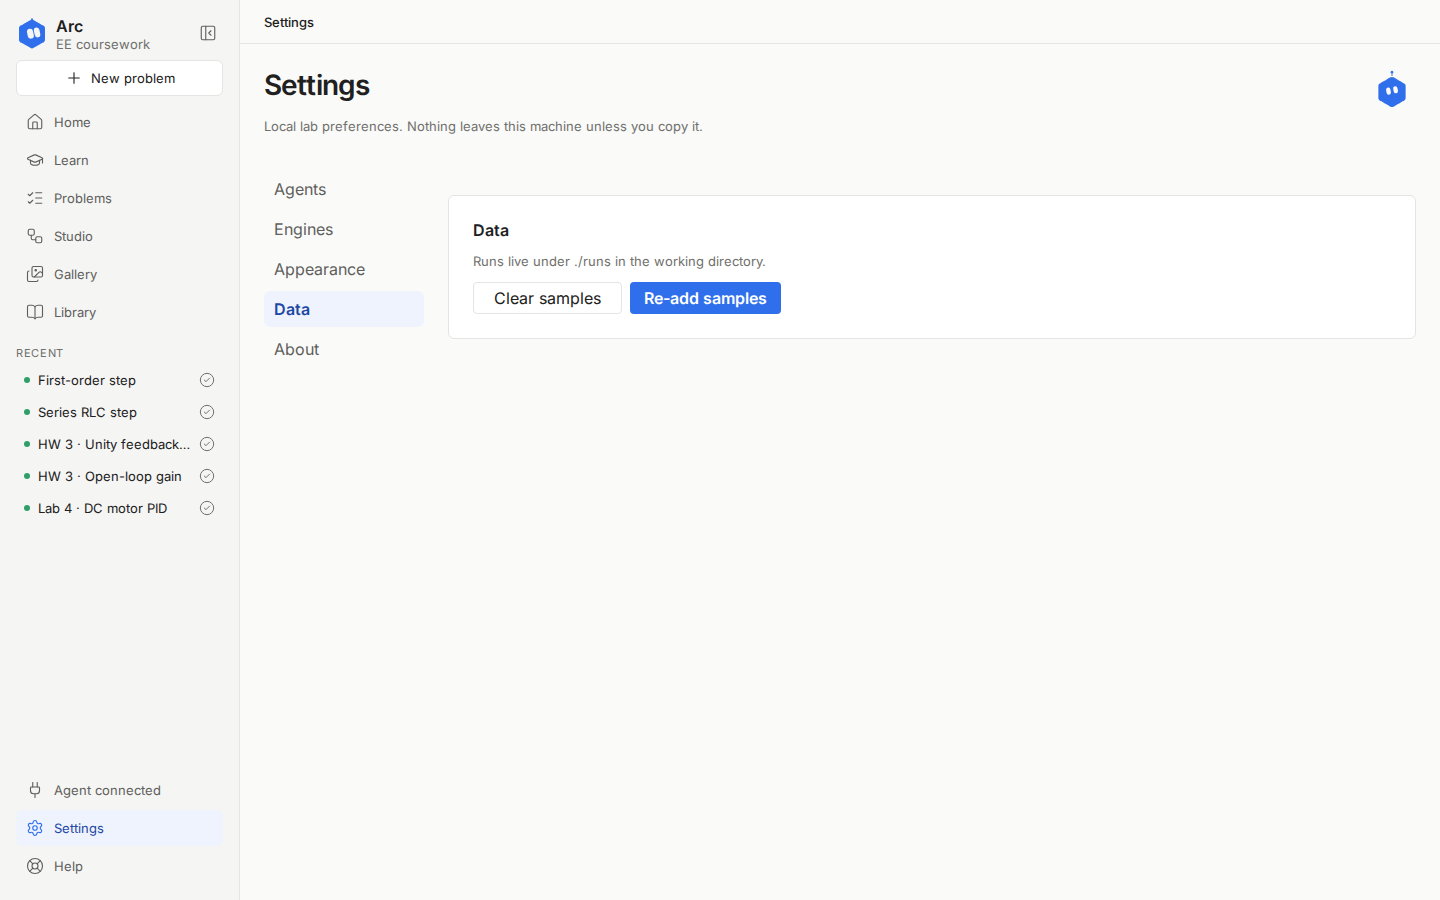 Arc
EE coursework
New problem
Home
Learn
Problems
Studio
Gallery
Library
RECENT
First-order step
Series RLC step
HW 3 · Unity feedback...
HW 3 · Open-loop gain
Lab 4 · DC motor PID
Agent connected
Settings
Help
Settings
Settings
Local lab preferences. Nothing leaves this machine unless you copy it.
Agents
Engines
Appearance
Data
About
Data
Runs live under ./runs in the working directory.
Clear samples
Re-add samples